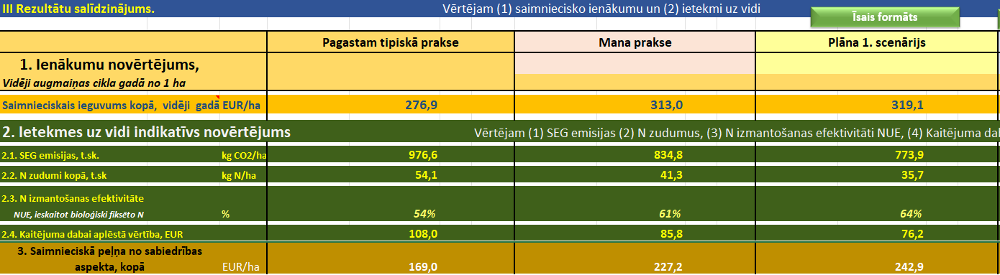 III Rezultātu salīdzinājums. Vērtējam (1) saimniecisko ienākumu un (2) ietekmi uz vidi
Īsais formāts
Pagastam tipiskā prakse Mana prakse Plāna 1. scenārijs
1. Ienākumu novērtējums,
Vidēji augmaiņas cikla gadā no 1 ha
Saimnieciskais ieguvums kopā, vidēji gadā EUR/ha 276,9 313,0 319,1
2. Ietekmes uz vidi indikatīvs novērtējums Vērtējam (1) SEG emisijas (2) N zudumus, (3) N izmantošanas efektivitāti NUE, (4) Kaitējuma dal
2.1. SEG emisijas, t.sk. kg CO2/ha 976,6 834,8 773,9
2.2. N zudumi kopā, t.sk kg N/ha 54,1 41,3 35,7
2.3. N izmantošanas efektivitāte
NUE, ieskaitot bioloģiski fiksēto N % 54% 61% 64%
2.4. Kaitējuma dabai aplēstā vērtība, EUR 108,0 85,8 76,2
3. Saimnieciskā peļņa no sabiedrības
aspekta, kopā EUR/ha 169,0 227,2 242,9